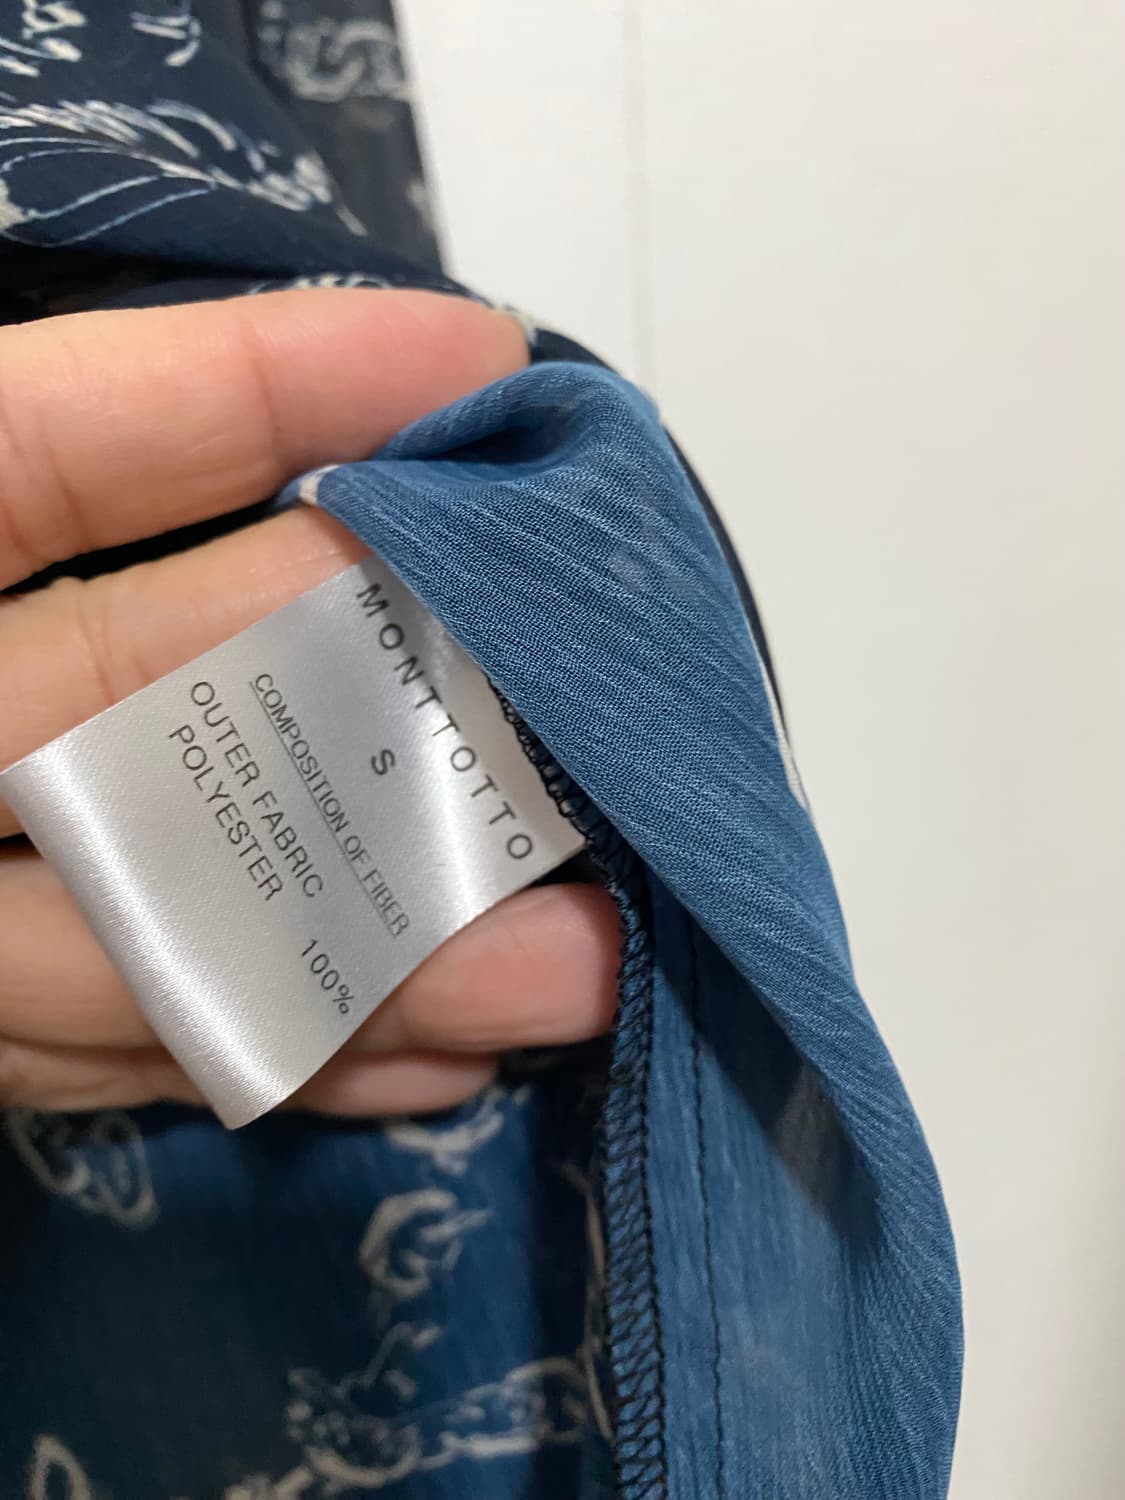 MONTTOTTO
S
COMPOSITION OF FIBER
OUTER FABRIC
POLYESTER 100%